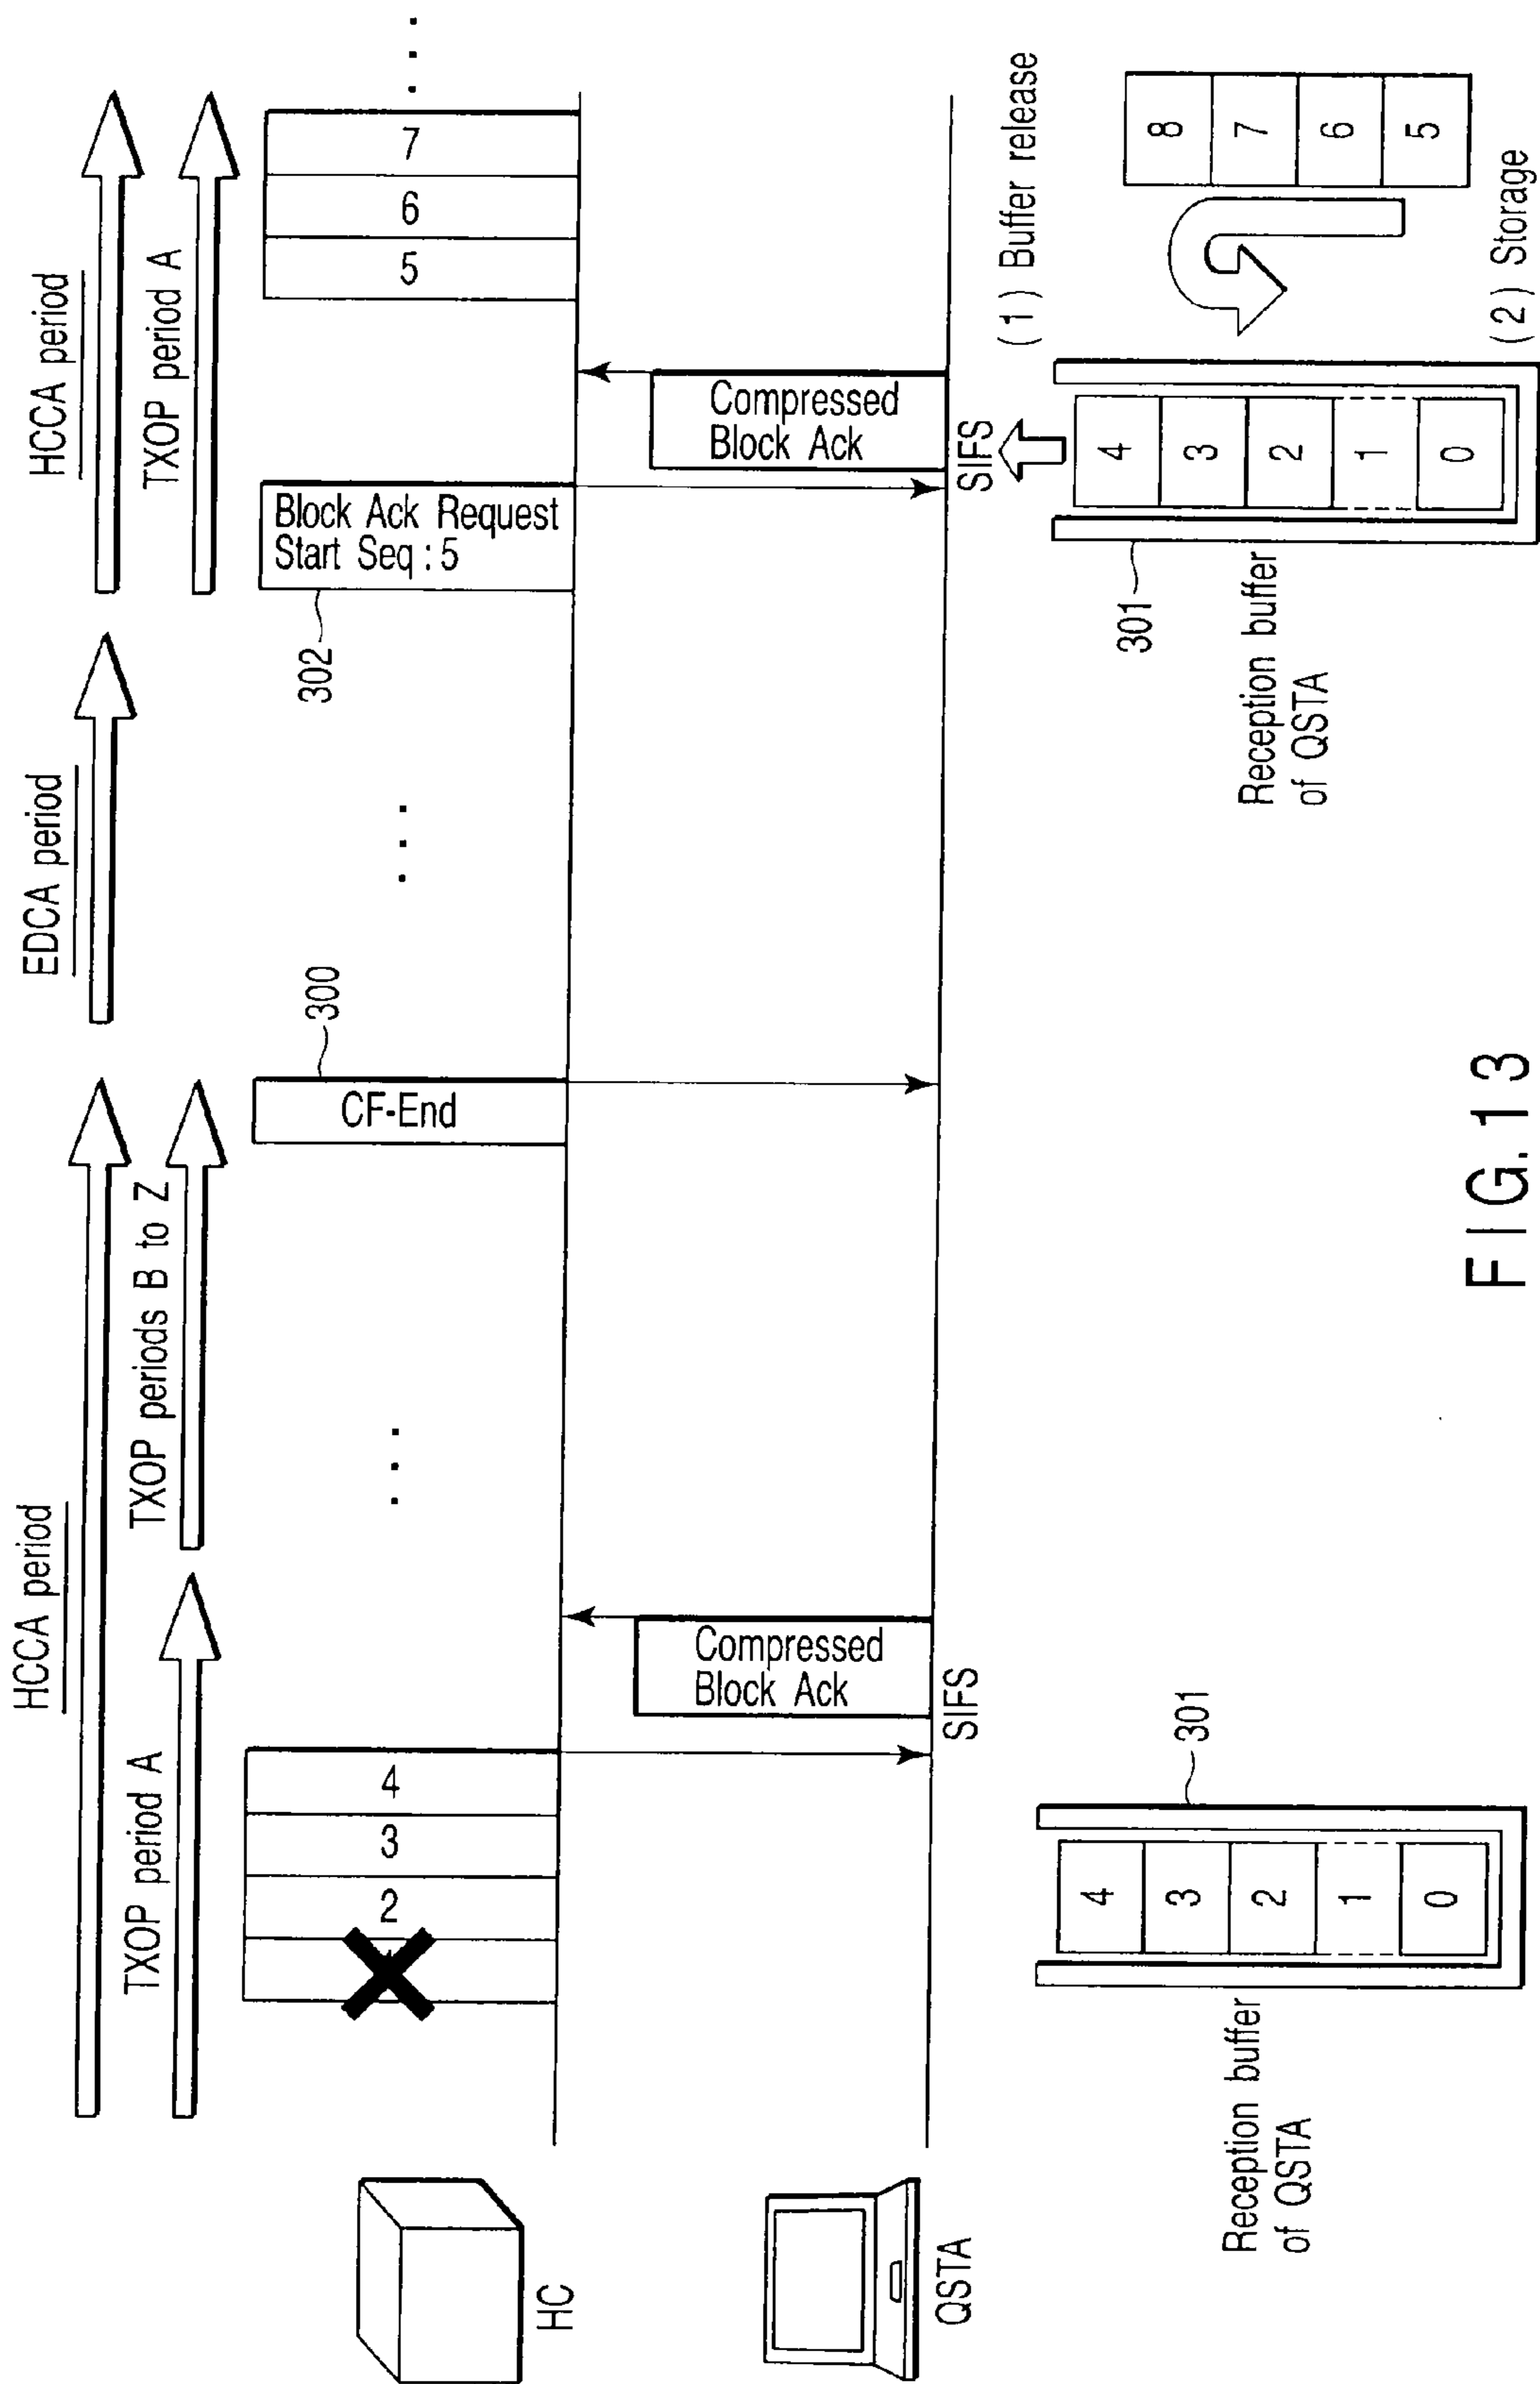 HCCA period
EDCA period
HCCA period
TXOP period A
TXOP periods B to Z
TXOP period A
2
3
4
. . .
CF-End
300
. . .
302
Block Ack Request
Start Seq : 5
5
6
7
. . .
HC
Compressed
Block Ack
Compressed
Block Ack
QSTA
SIFS
SIFS
(1) Buffer release
Reception buffer
of QSTA
301
4
3
2
1
0
Reception buffer
of QSTA
301
4
3
2
1
0
8
7
6
5
(2) Storage
FIG. 13